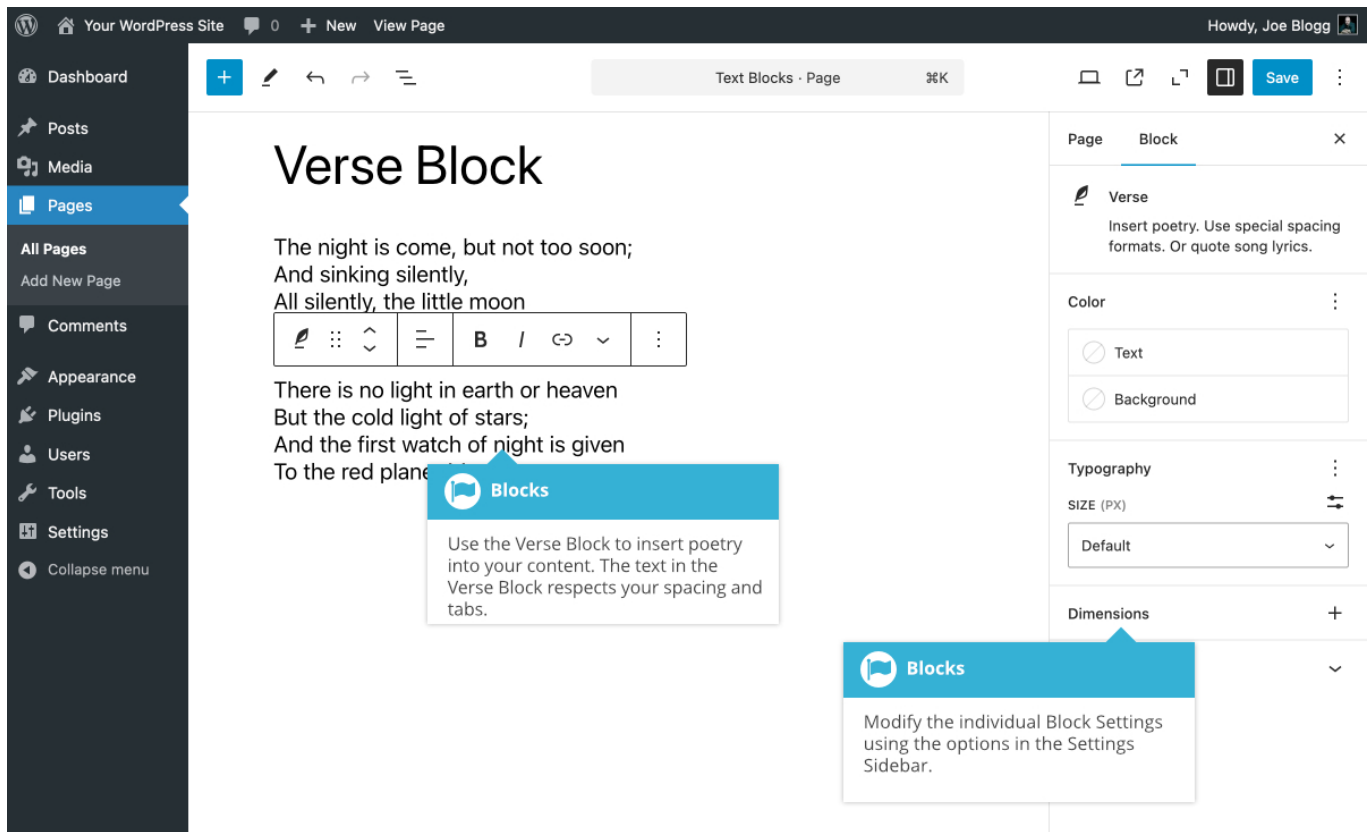 Your WordPress Site 0 New View Page Howdy, Joe Blogg
Dashboard
Posts
Media
Pages
All Pages
Add New Page
Comments
Appearance
Plugins
Users
Tools
Settings
Collapse menu
Text Blocks · Page ⌘K
Save
Verse Block
The night is come, but not too soon;
And sinking silently,
All silently, the little moon
B I
There is no light in earth or heaven
But the cold light of stars;
And the first watch of night is given
To the red
Blocks
Use the Verse Block to insert poetry
into your content. The text in the
Verse Block respects your spacing and
tabs.
Page Block
Verse
Insert poetry. Use special spacing
formats. Or quote song lyrics.
Color
Text
Background
Typography
SIZE (PX)
Default
Dimensions
Blocks
Modify the individual Block Settings
using the options in the Settings
Sidebar.